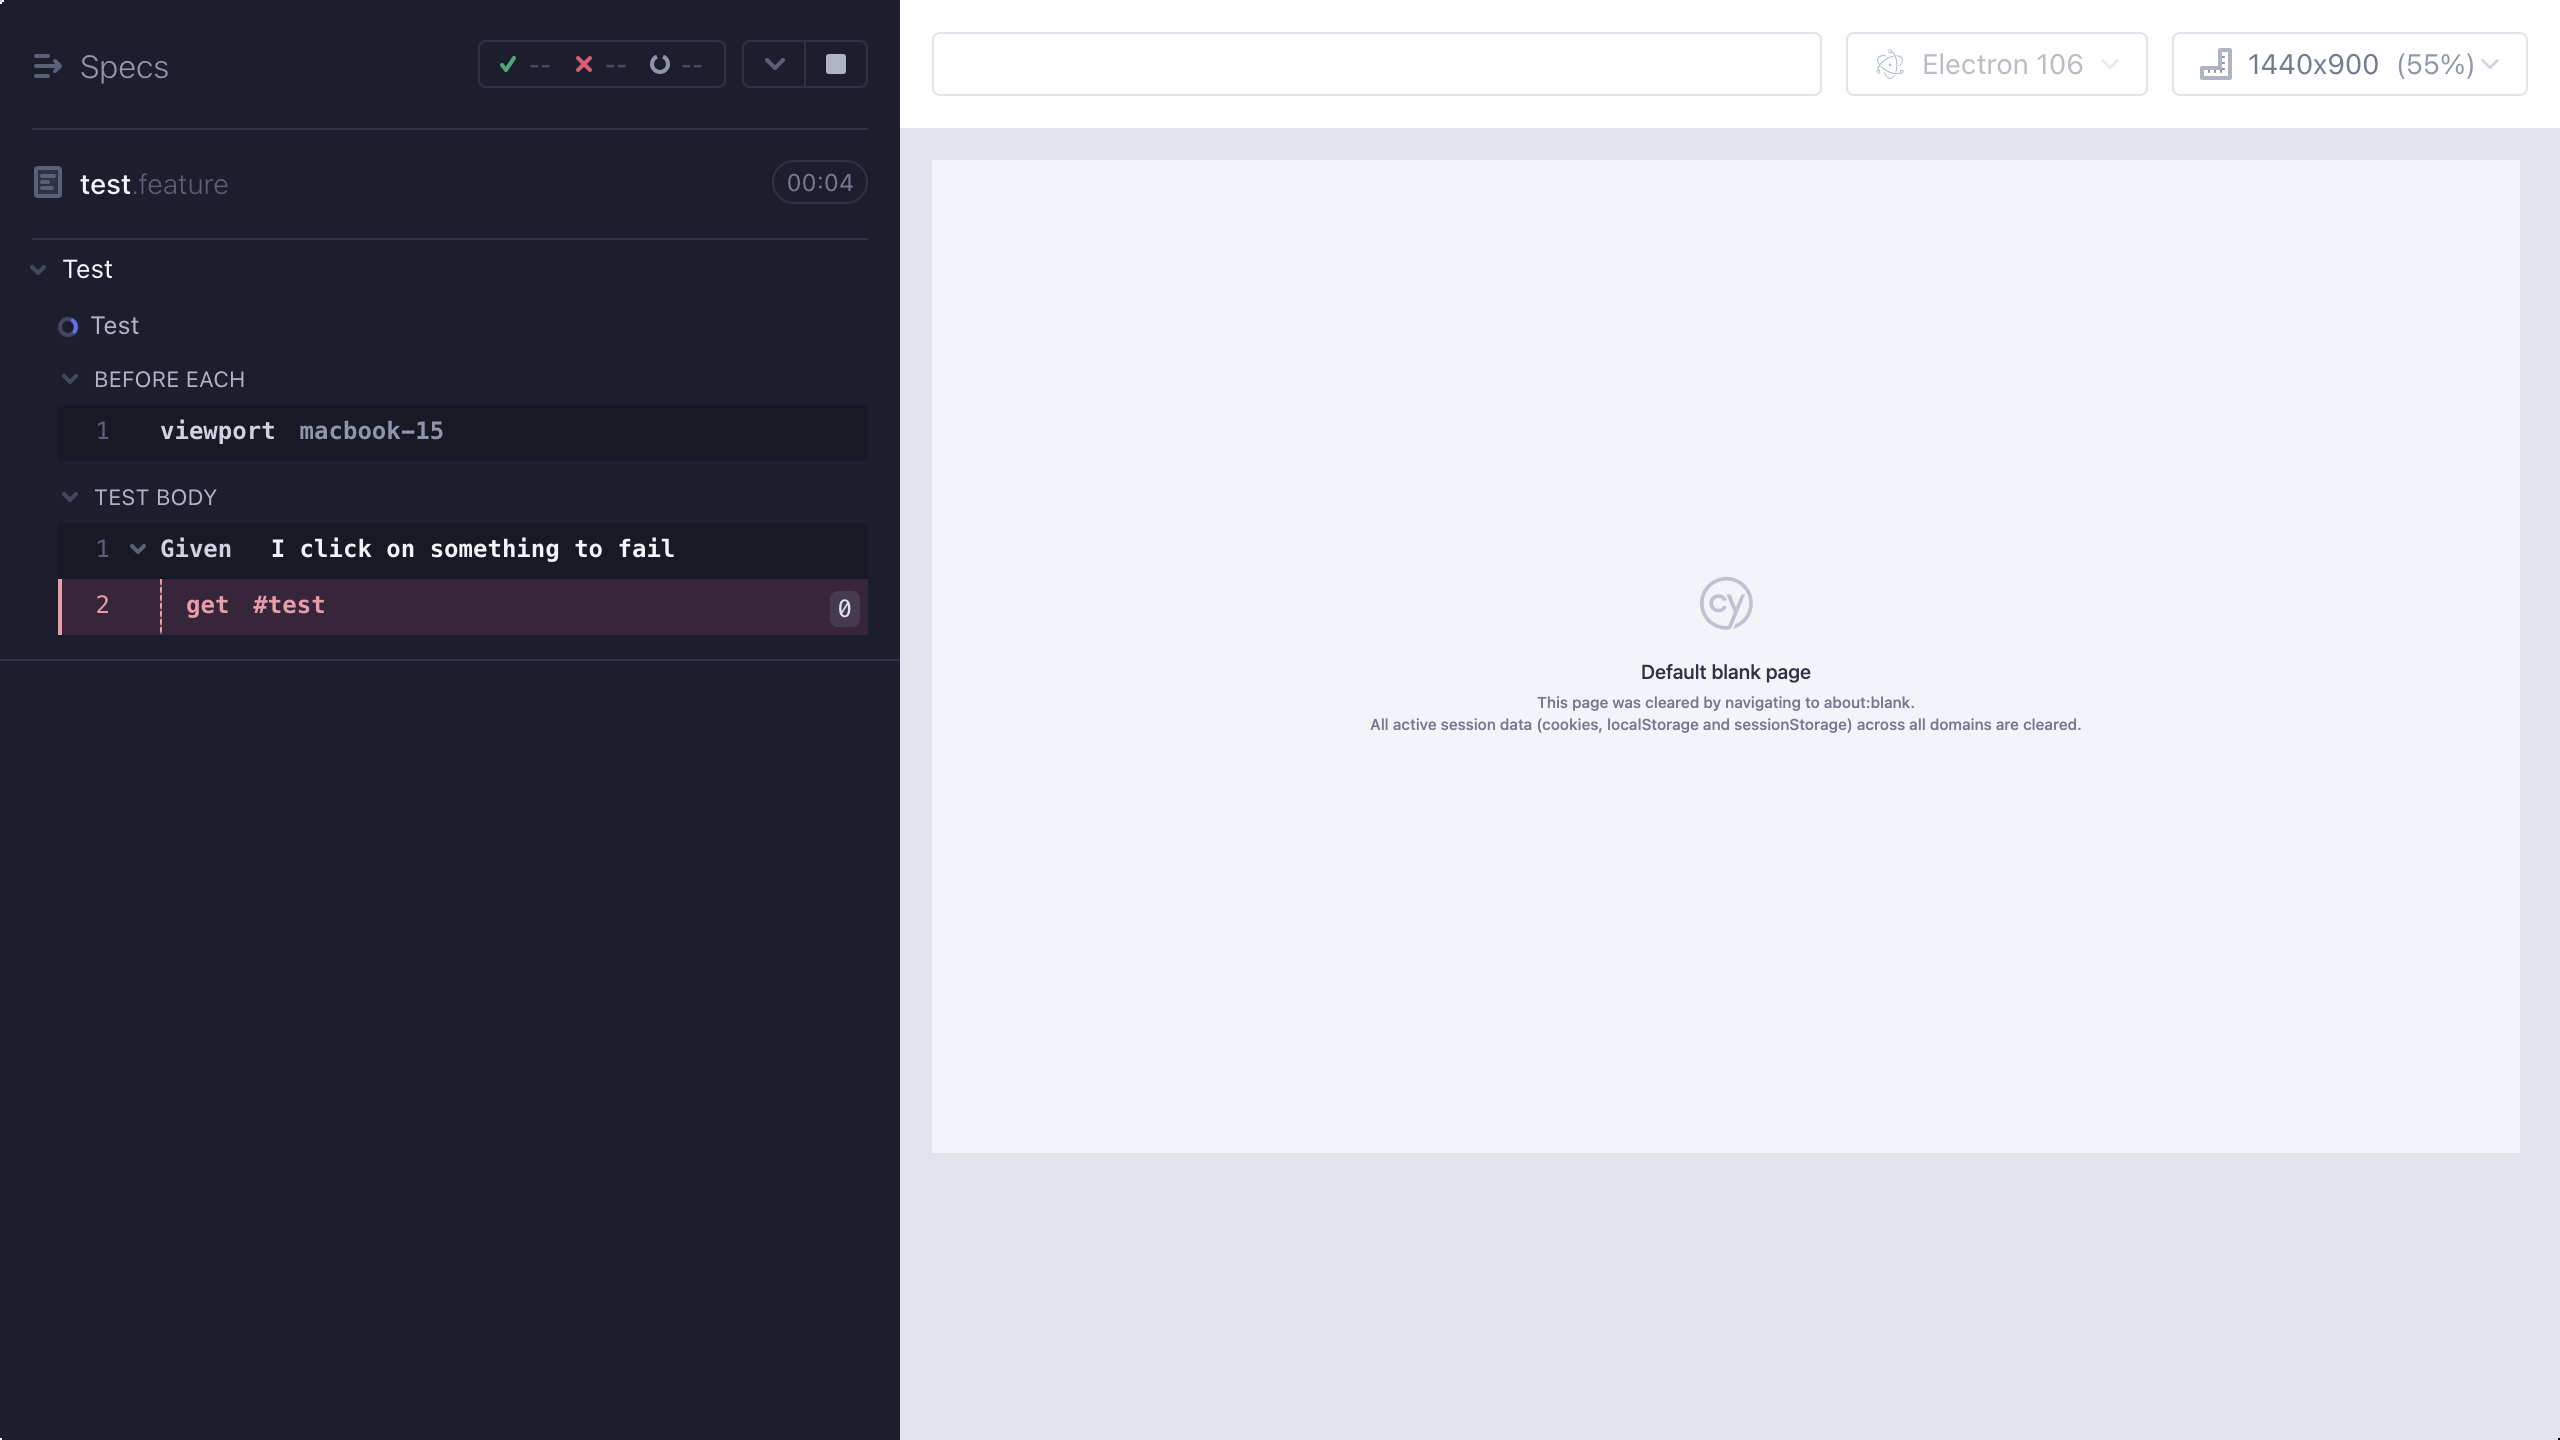 Specs
-- -- --
test.feature
00:04
Test
Test
BEFORE EACH
1 viewport macbook-15
TEST BODY
1 Given I click on something to fail
2 get #test 0
Electron 106
1440x900 (55%)
cy
Default blank page
This page was cleared by navigating to about:blank.
All active session data (cookies, localStorage and sessionStorage) across all domains are cleared.